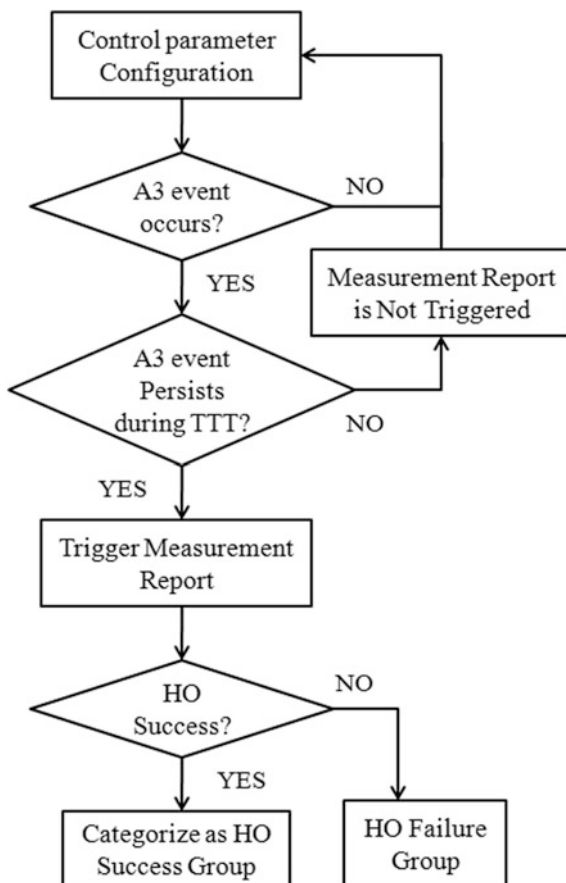 Control parameter
Configuration
A3 event
occurs?
NO
YES
Measurement Report
is Not Triggered
A3 event
Persists
during TTT?
NO
YES
Trigger Measurement
Report
HO
Success?
NO
YES
Categorize as HO
Success Group
HO Failure
Group